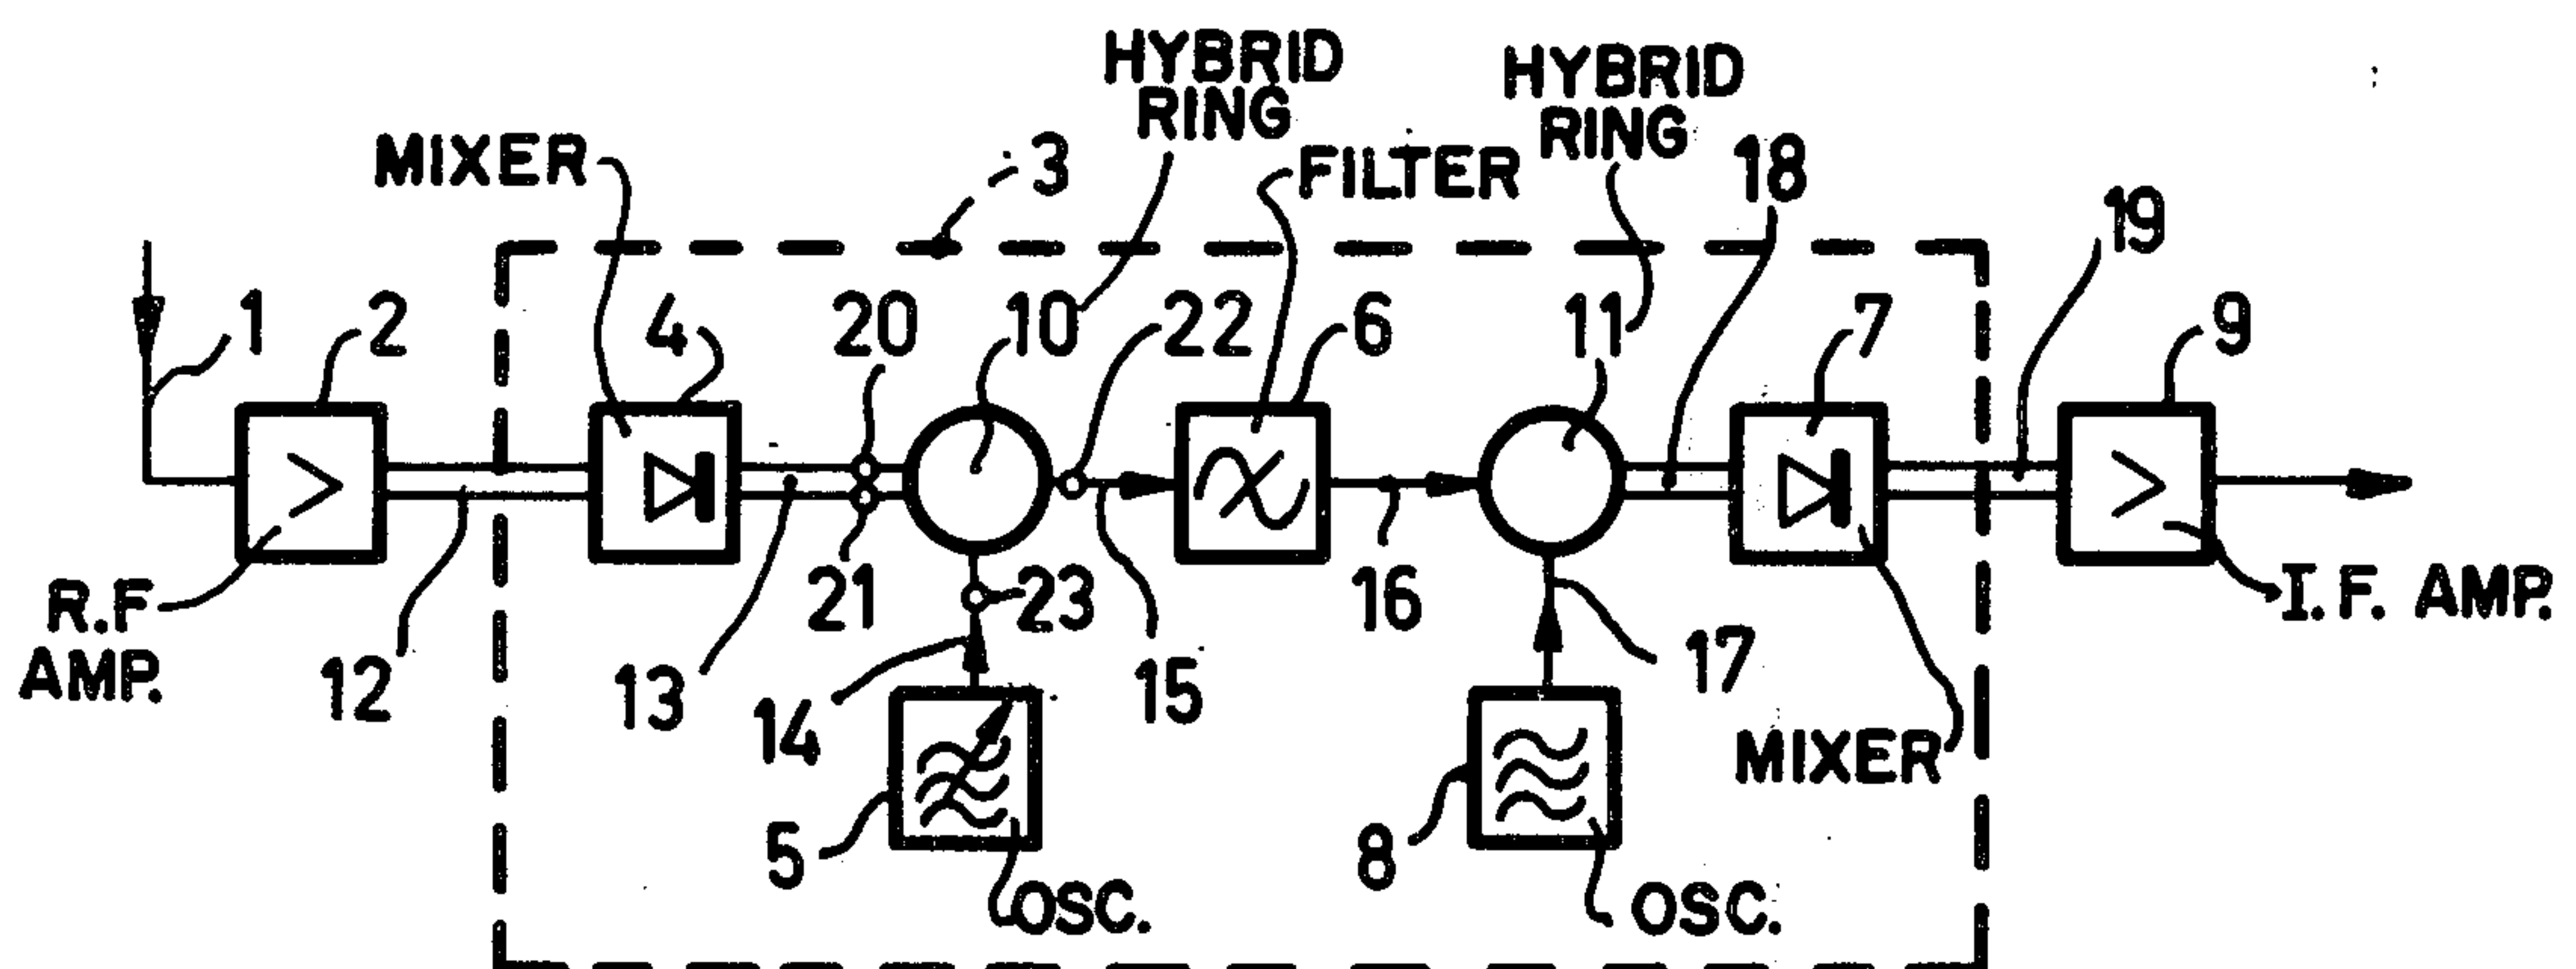 HYBRID
RING
HYBRID
RING
MIXER
3
FILTER
18
19
1
2
4
20
10
22
6
11
7
9
>
>
R.F
AMP.
12
13
21
23
14
15
16
17
I.F. AMP.
MIXER
5
8
OSC.
OSC.